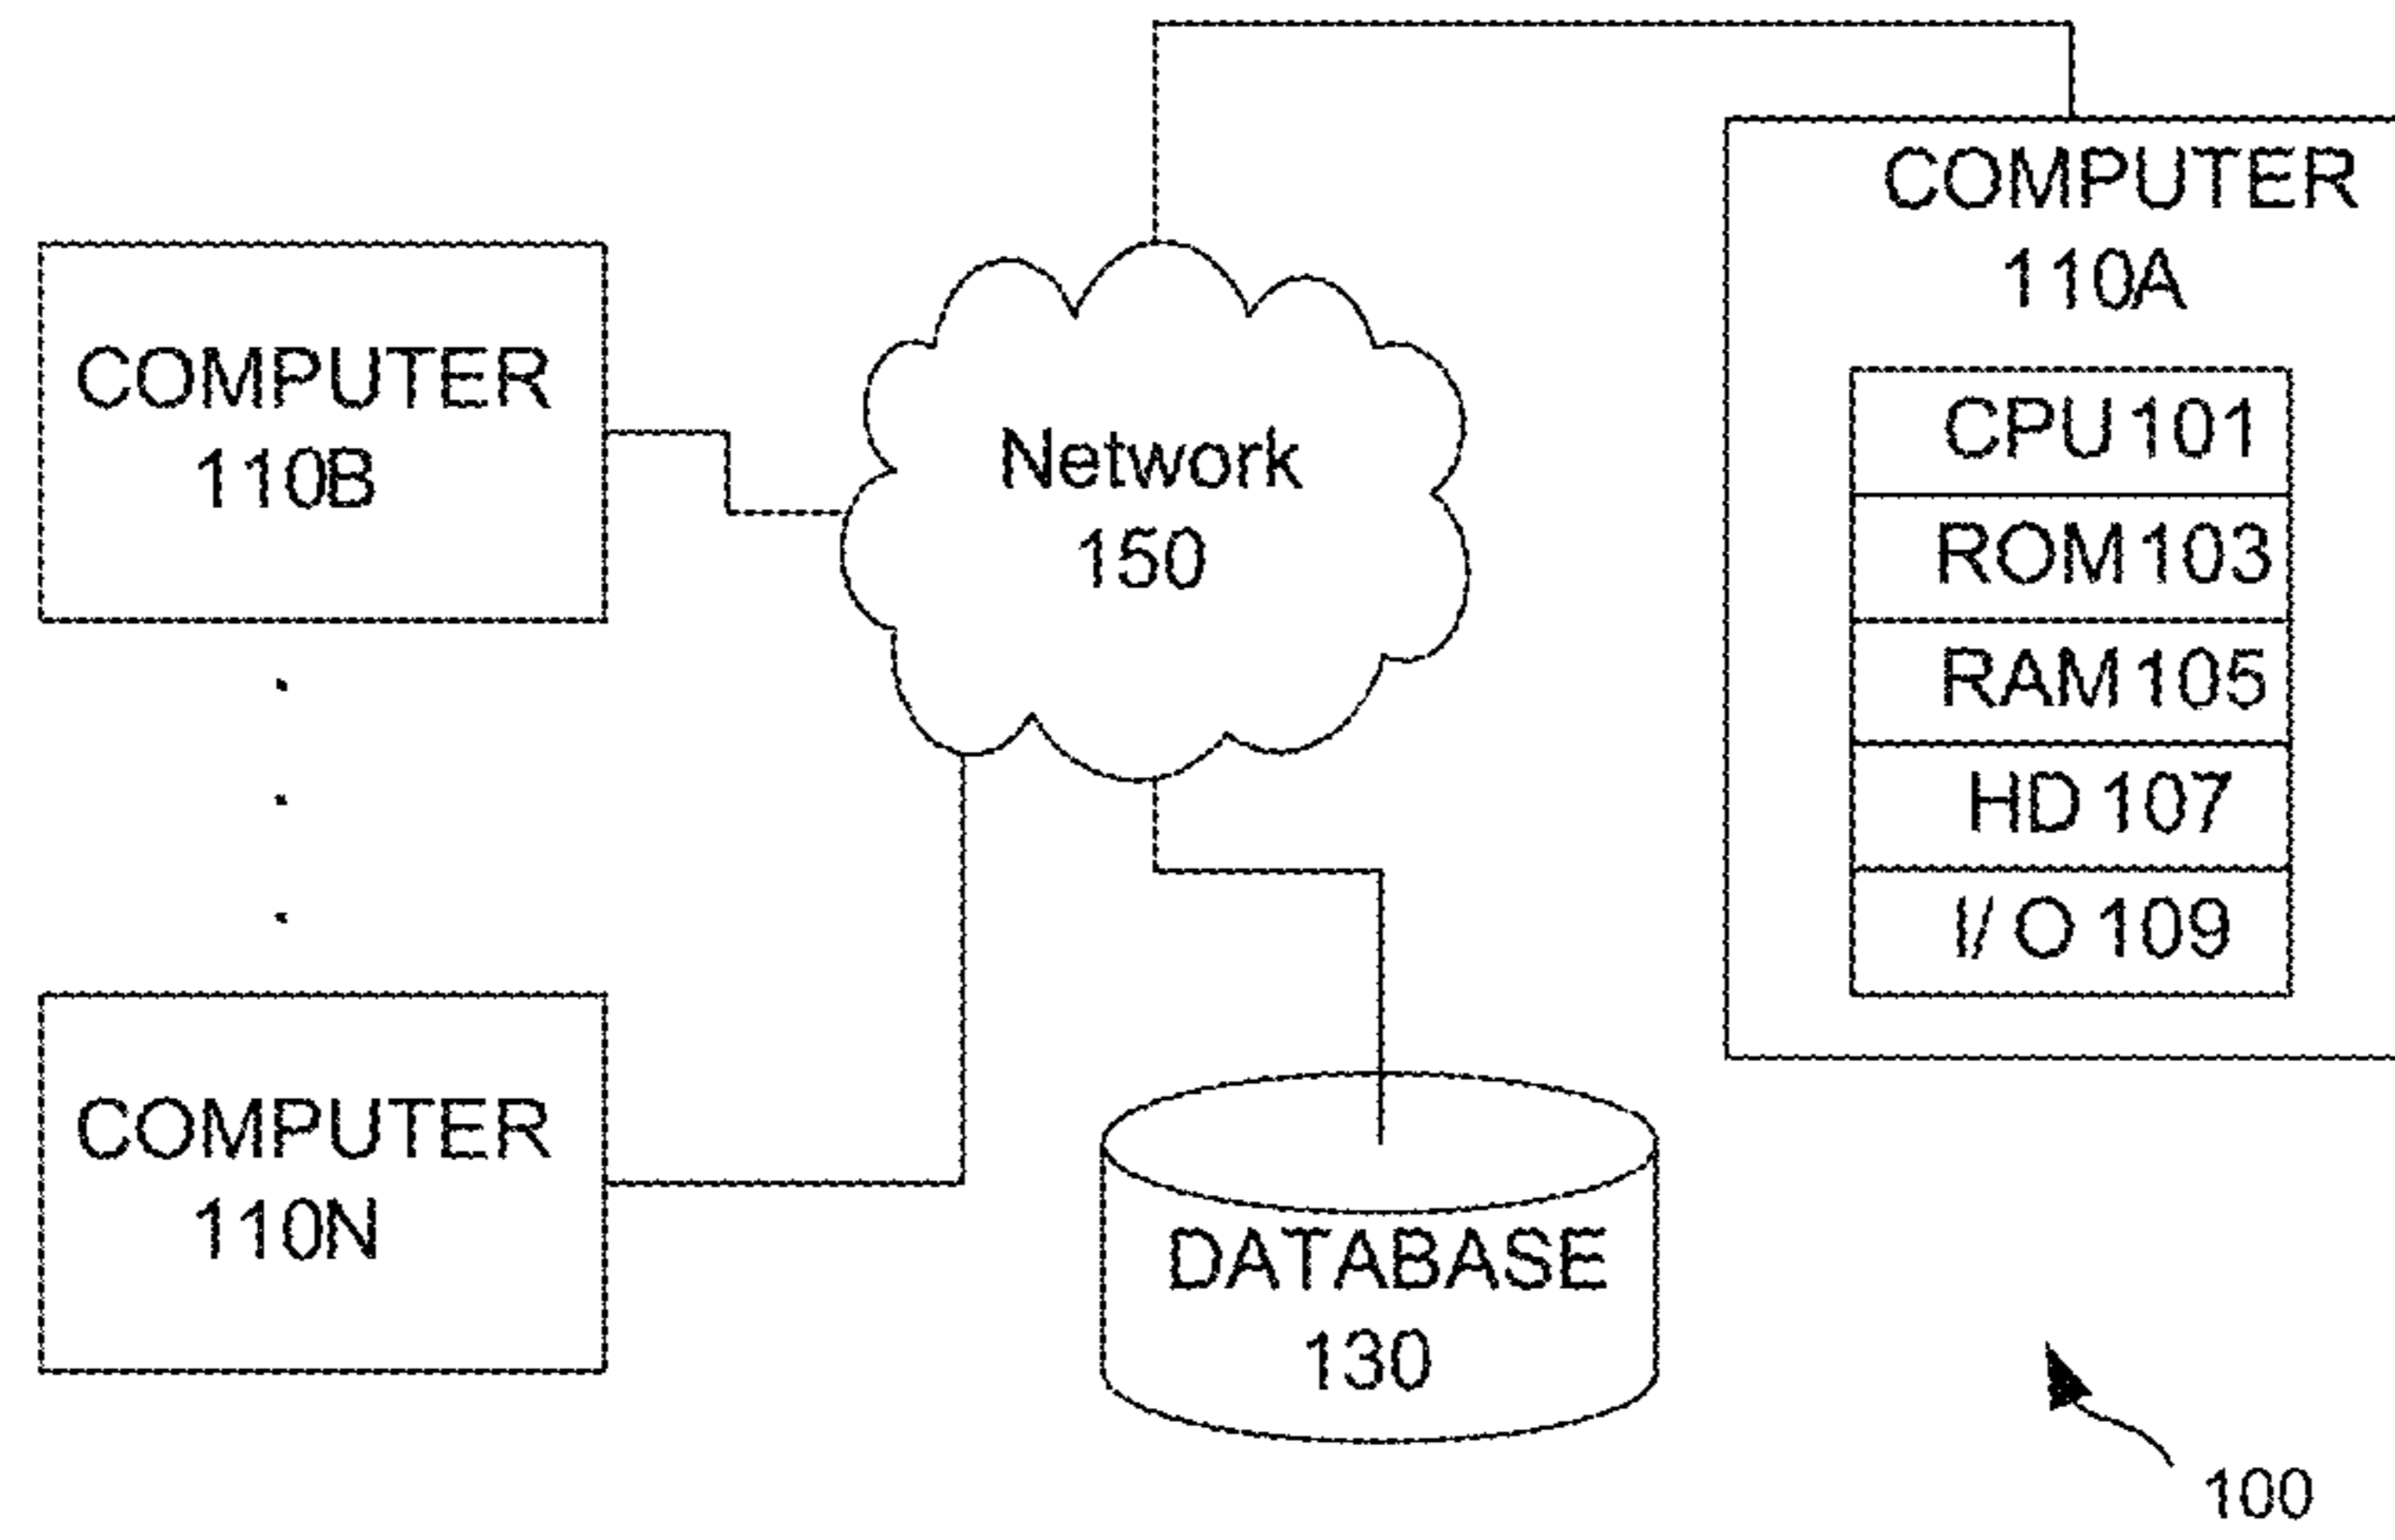 COMPUTER
110A
CPU 101
ROM 103
RAM 105
HD 107
I/O 109
COMPUTER
110B
Network
150
COMPUTER
110N
DATABASE
130
100